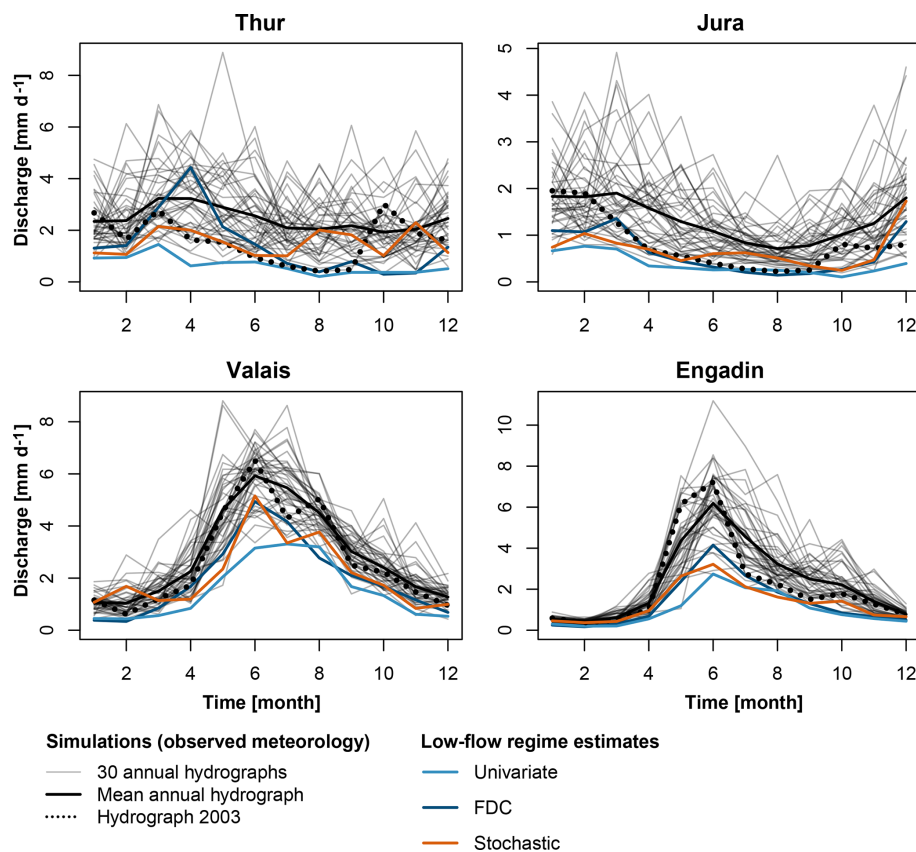 Thur
Jura
Discharge [mm d⁻¹]
0 2 4 6 8
2 4 6 8 10 12
0 1 2 3 4 5
2 4 6 8 10 12
Valais
Engadin
Discharge [mm d⁻¹]
0 2 4 6 8
2 4 6 8 10 12
0 2 4 6 8 10
2 4 6 8 10 12
Time [month]
Time [month]
Simulations (observed meteorology)
30 annual hydrographs
Mean annual hydrograph
Hydrograph 2003
Low-flow regime estimates
Univariate
FDC
Stochastic